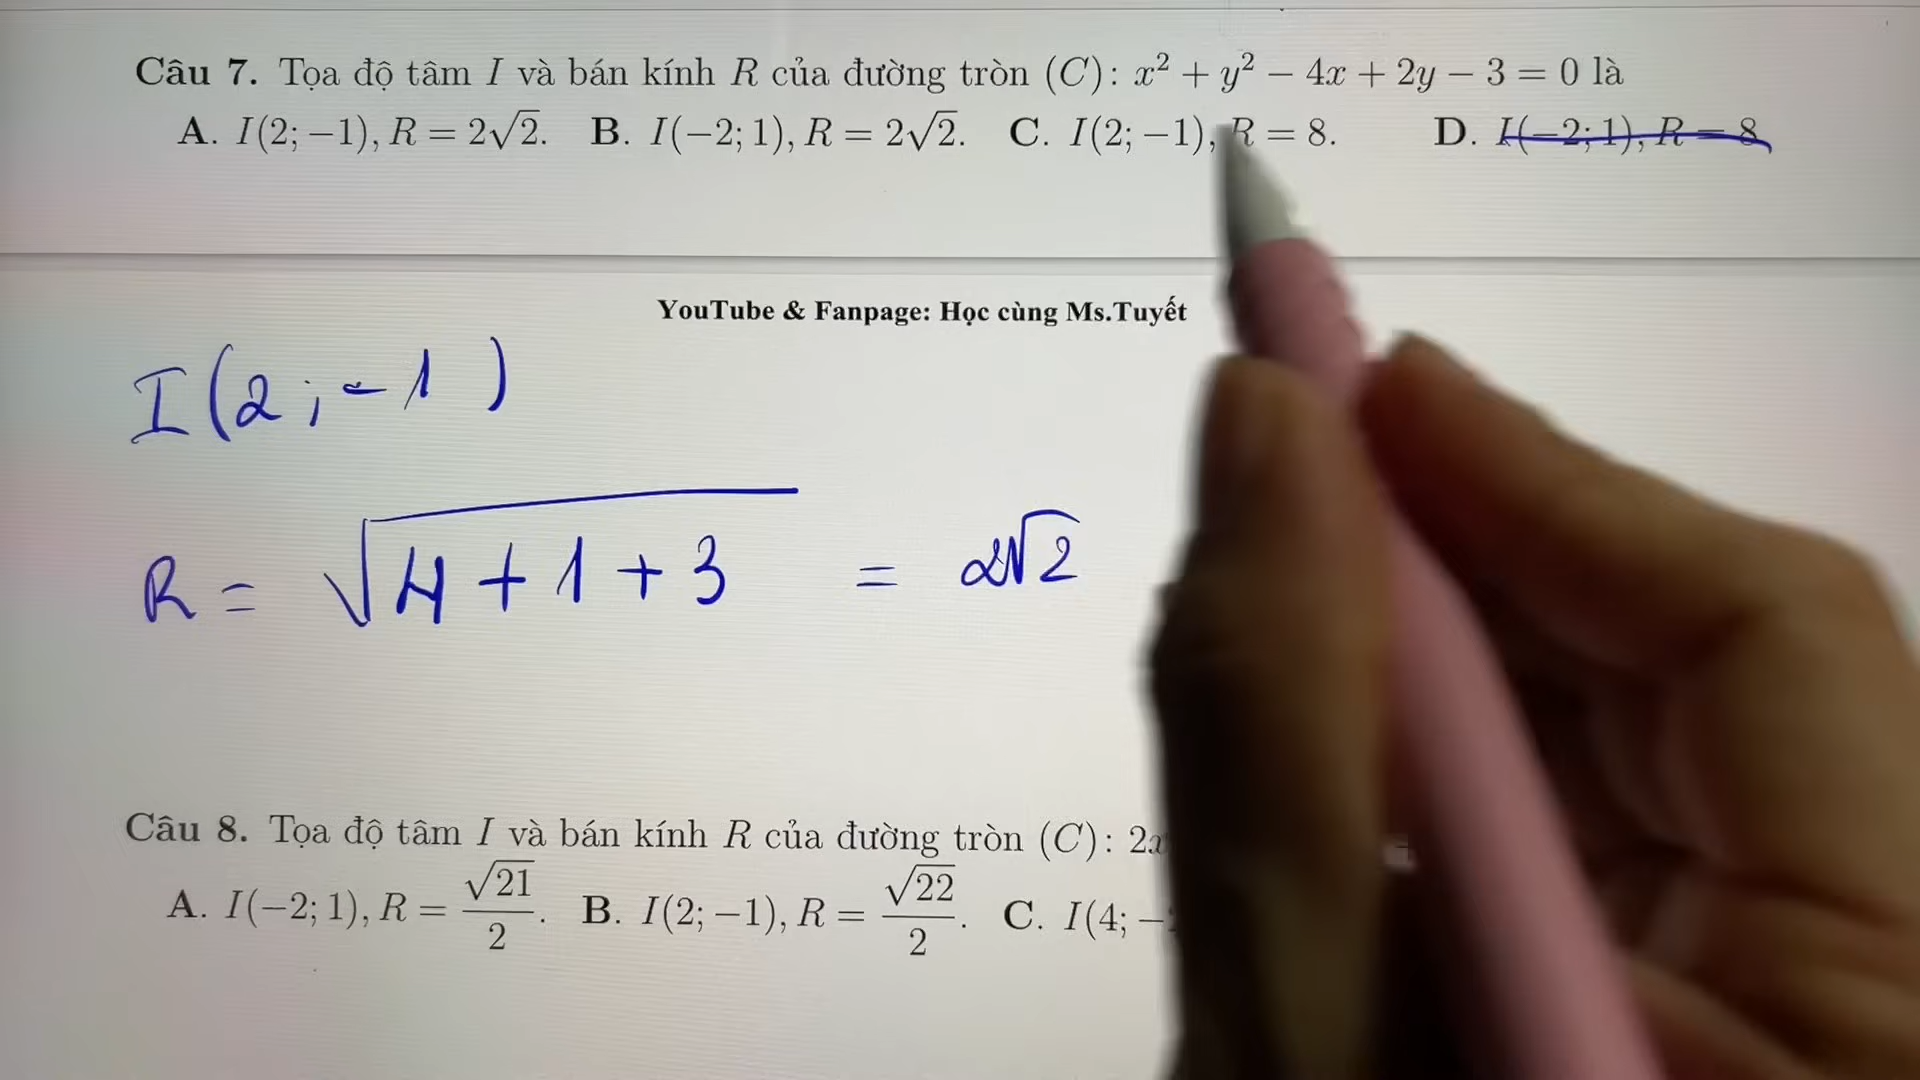 Câu 7. Tọa độ tâm I và bán kính R của đường tròn (C): x² + y² − 4x + 2y − 3 = 0 là
A. I(2; −1), R = 2√2. B. I(−2; 1), R = 2√2. C. I(2; −1), R = 8. D. I(−2; 1), R = 8
YouTube & Fanpage: Học cùng Ms.Tuyết
I(2; −1)
R = √(4 + 1 + 3) = 2√2
Câu 8. Tọa độ tâm I và bán kính R của đường tròn (C): 2x
A. I(−2; 1), R = √21/2. B. I(2; −1), R = √22/2. C. I(4; −